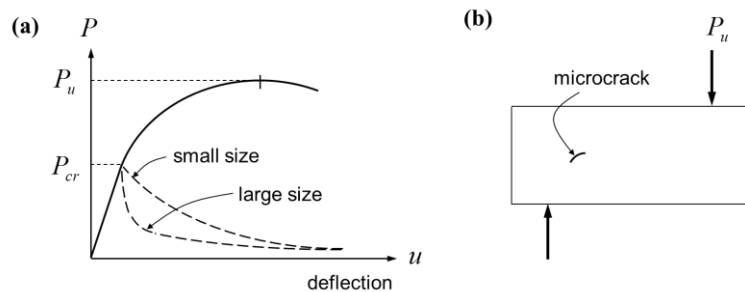 (a)
P
P_u
P_cr
small size
large size
u
deflection
(b)
P_u
microcrack